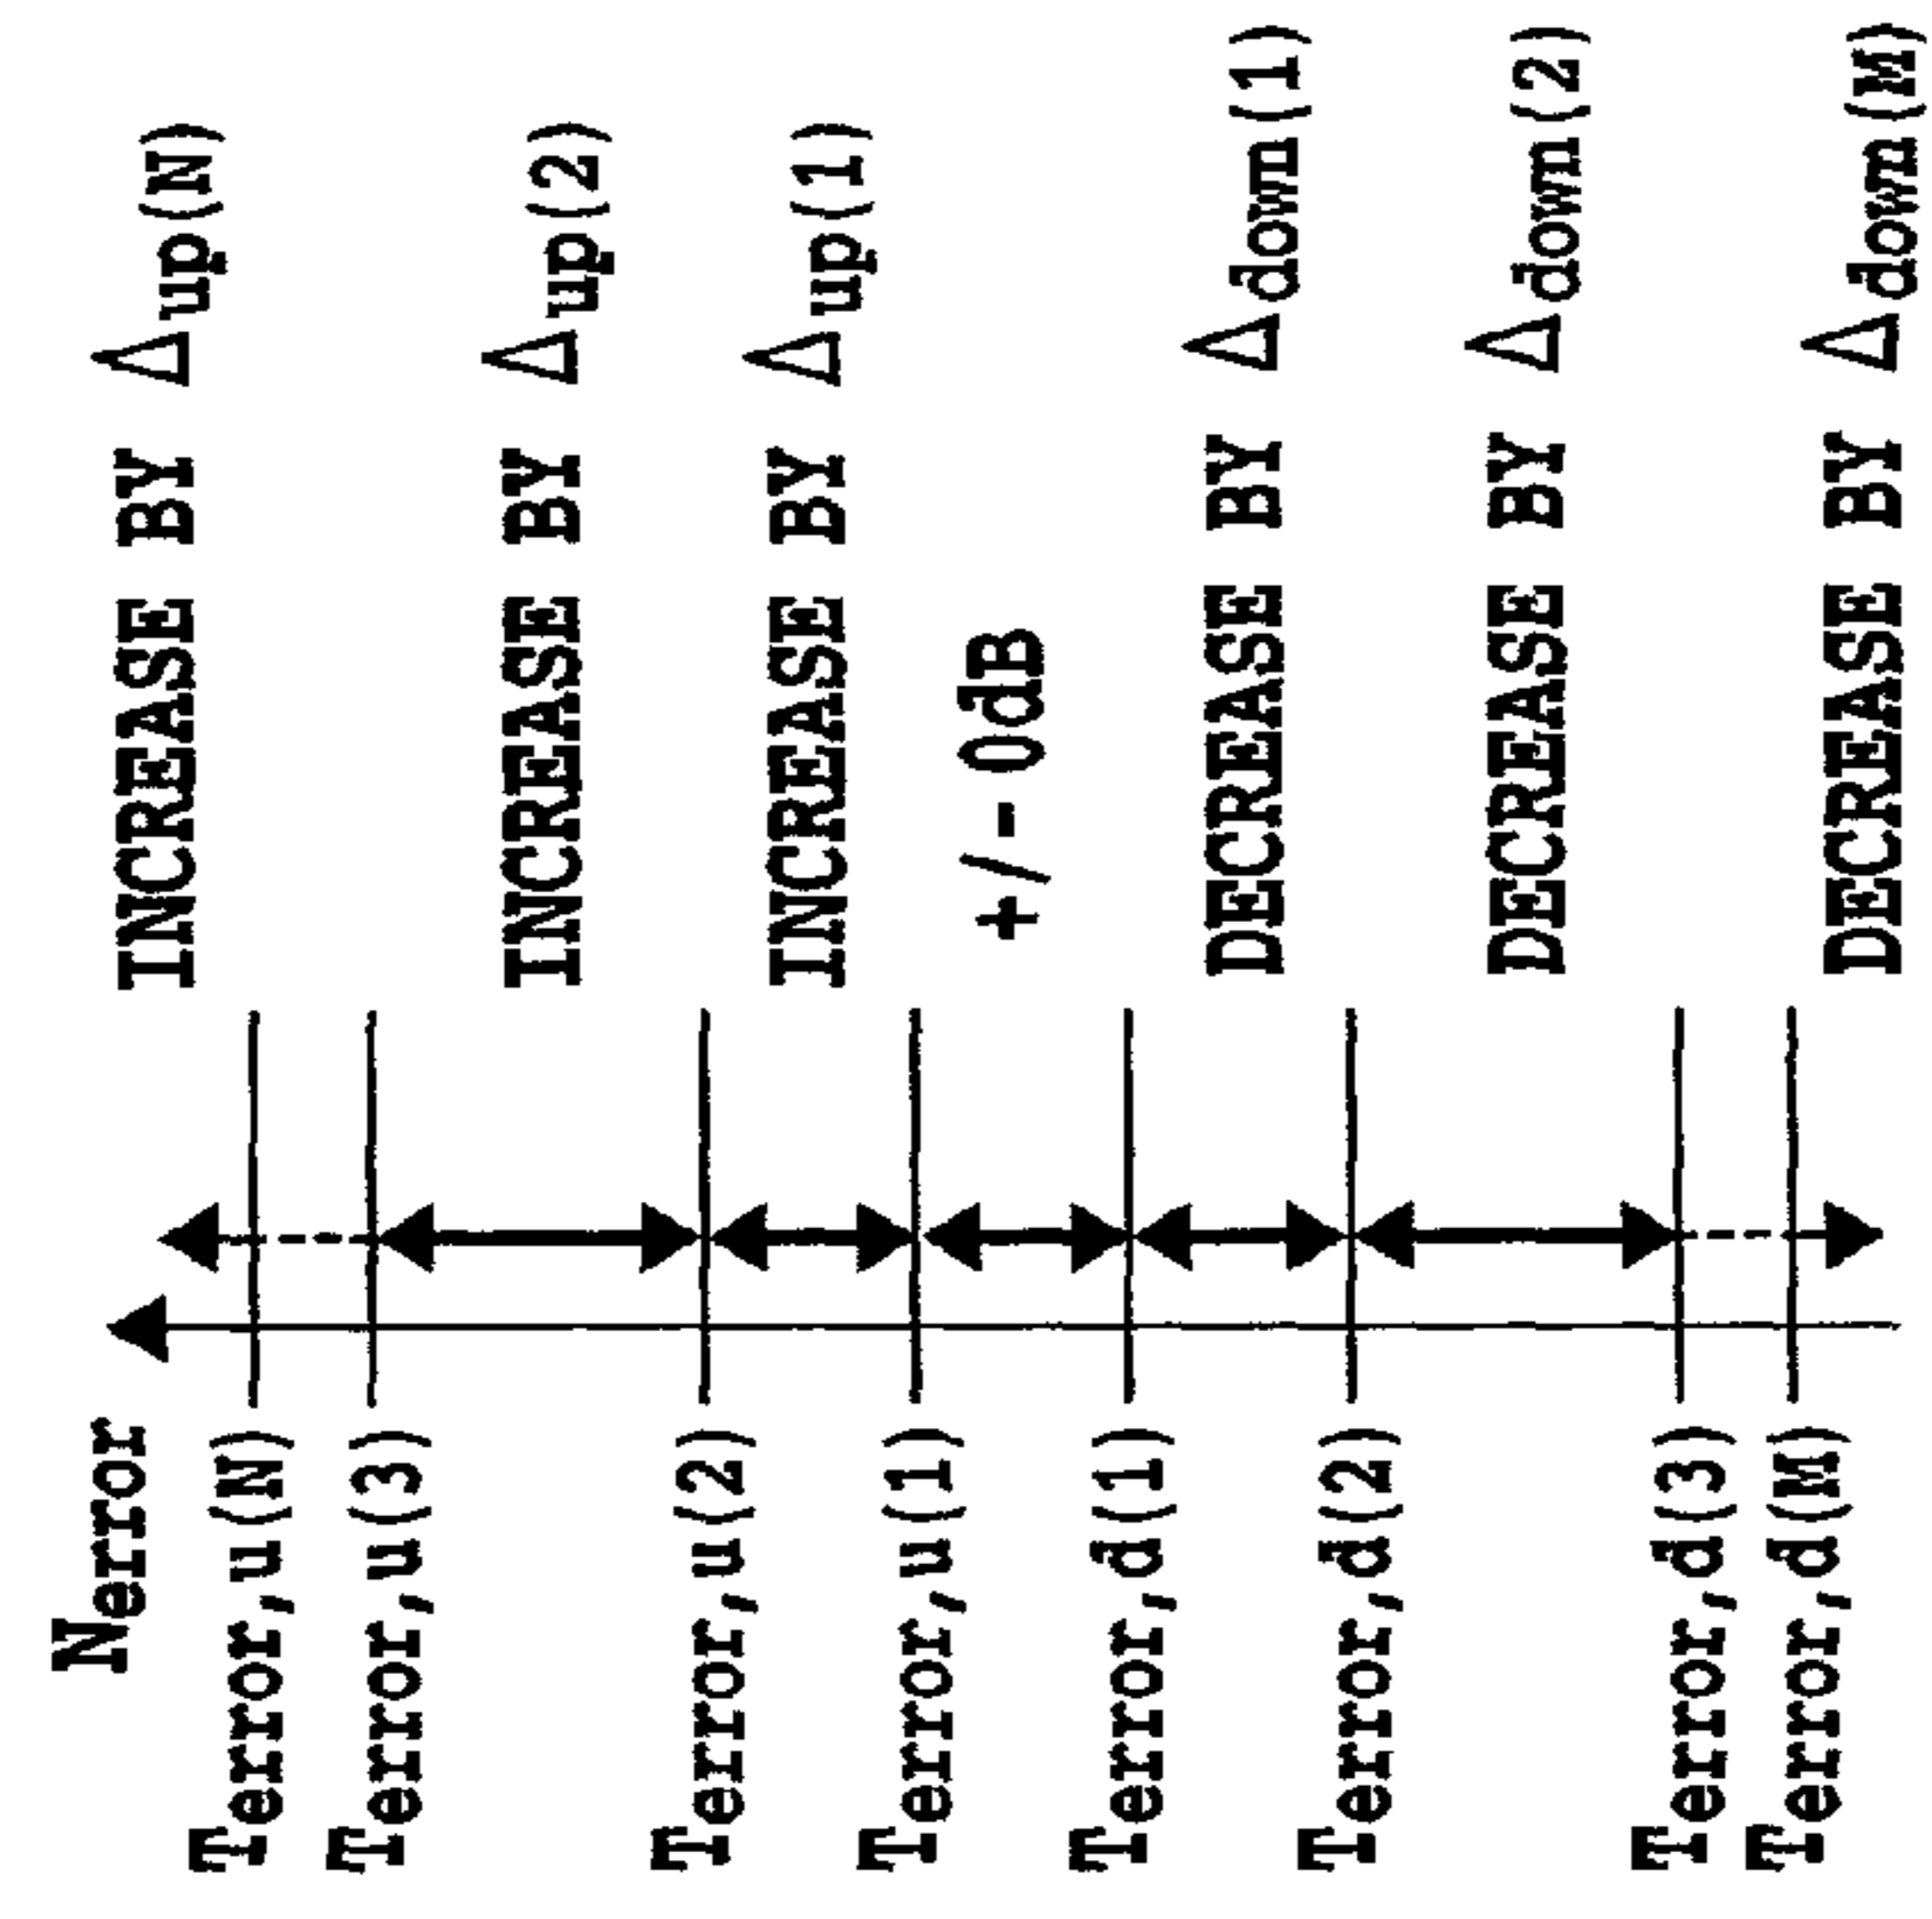 Nerror
Terror,u(N)
INCREASE BY Δup(N)
Terror,u(3)
INCREASE BY Δup(2)
Terror,u(2)
INCREASE BY Δup(1)
Terror,u(1)
+/-0dB
Terror,d(1)
DECREASE BY Δdown(1)
Terror,d(2)
DECREASE BY Δdown(2)
Terror,d(3)
Terror,d(M)
DECREASE BY Δdown(M)